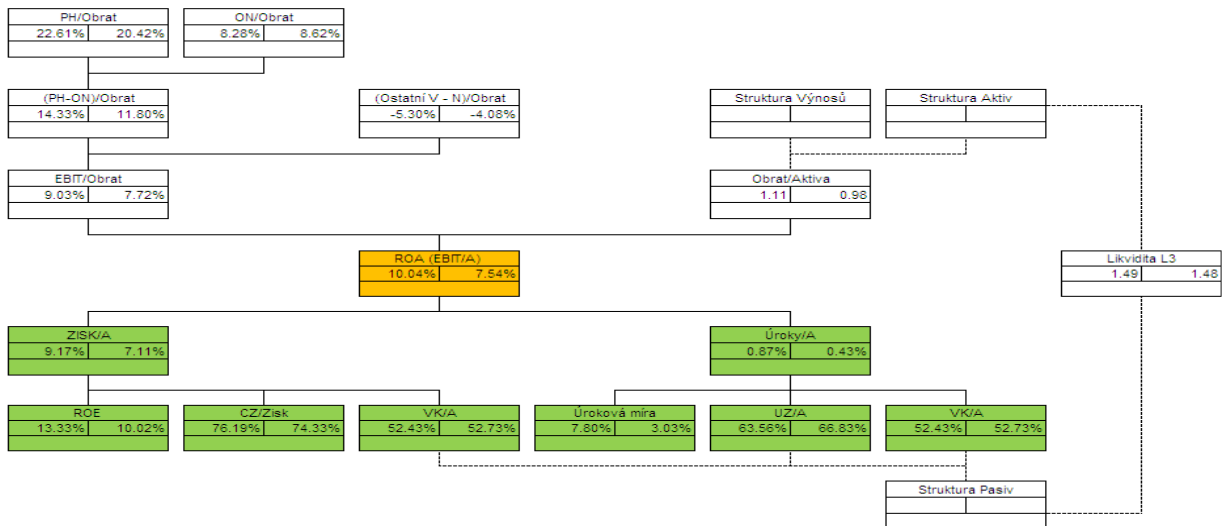 PH/Obrat ON/Obrat
22.61% 20.42% 8.28% 8.62%
(PH-ON)/Obrat (Ostatní V - N)/Obrat Struktura Výnosů Struktura Aktiv
14.33% 11.80% -5.30% -4.08%
EBIT/Obrat Obrat/Aktiva
9.03% 7.72% 1.11 0.98
ROA (EBIT/A) Likvidita L3
10.04% 7.54% 1.49 1.48
ZISK/A Úroky/A
9.17% 7.11% 0.87% 0.43%
ROE CZ/Zisk VK/A Úroková míra UZ/A VK/A
13.33% 10.02% 76.19% 74.33% 52.43% 52.73% 7.80% 3.03% 63.56% 66.83% 52.43% 52.73%
Struktura Pasiv